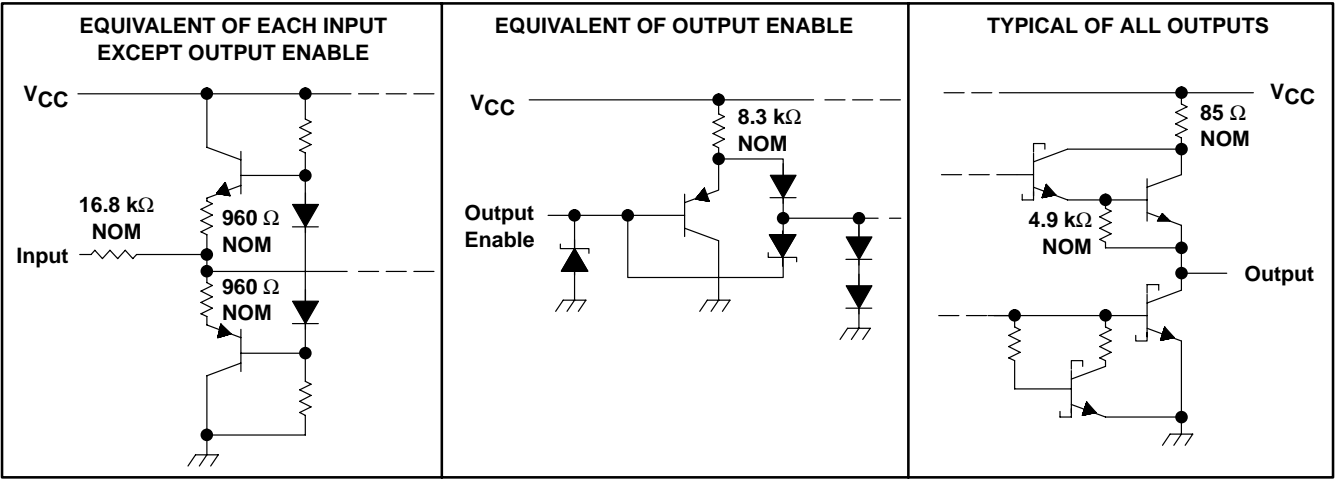 EQUIVALENT OF EACH INPUT
EXCEPT OUTPUT ENABLE
VCC
16.8 kΩ
NOM
960 Ω
NOM
Input
960 Ω
NOM
EQUIVALENT OF OUTPUT ENABLE
VCC
8.3 kΩ
NOM
Output
Enable
TYPICAL OF ALL OUTPUTS
VCC
85 Ω
NOM
4.9 kΩ
NOM
Output